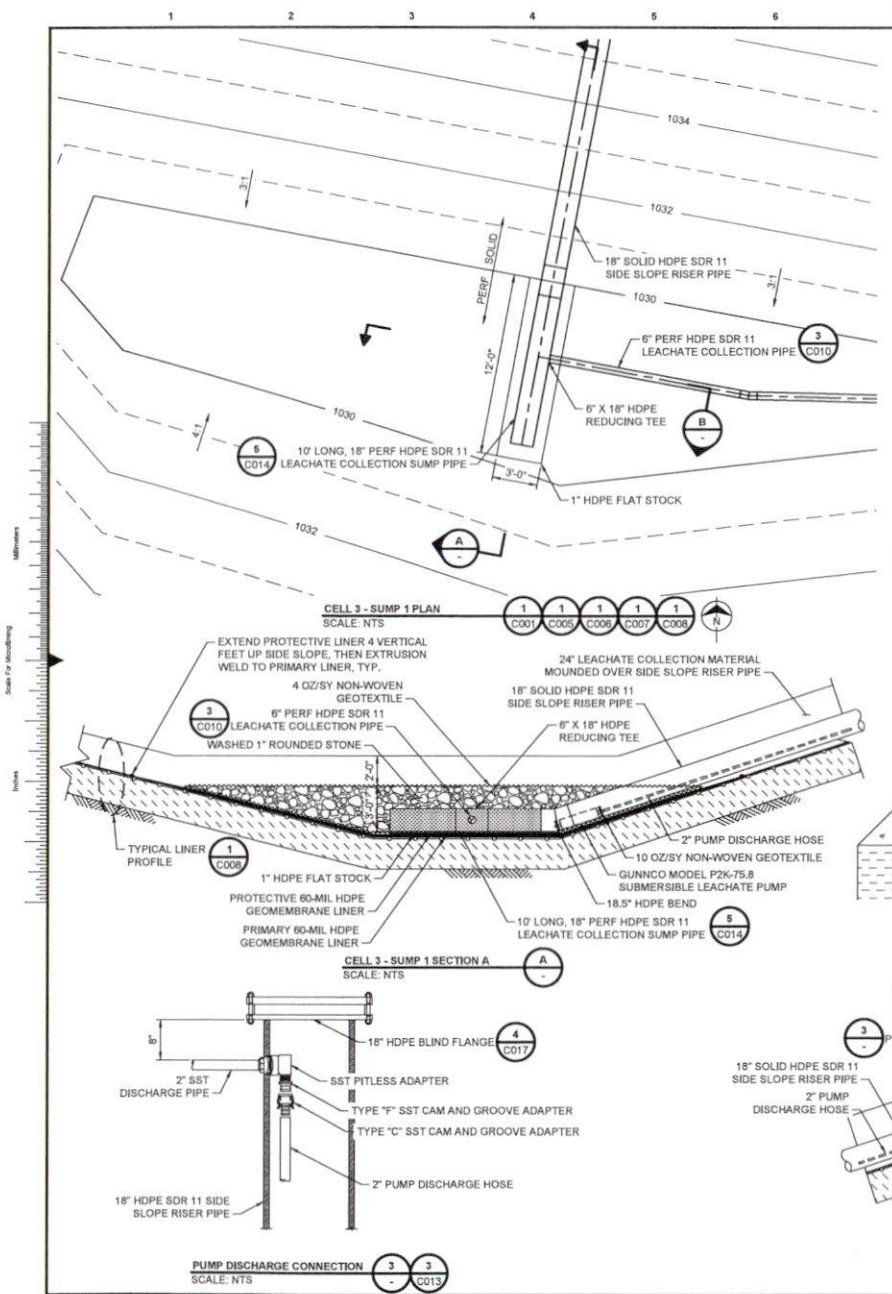 1 2 3 4 5 6
1034
3:1
1032
SOLID
PERF
18" SOLID HDPE SDR 11
SIDE SLOPE RISER PIPE
3:1
1030
6" PERF HDPE SDR 11
LEACHATE COLLECTION PIPE
3
C010
12'-0"
1030
6" X 18" HDPE
REDUCING TEE
B
-
4:1
5
C014
10' LONG, 18" PERF HDPE SDR 11
LEACHATE COLLECTION SUMP PIPE
3'-0"
1" HDPE FLAT STOCK
1032
A
-
Millimeters
Scale For Microfilming
Inches
CELL 3 - SUMP 1 PLAN
SCALE: NTS
1
C001
1
C005
1
C006
1
C007
1
C008
N
EXTEND PROTECTIVE LINER 4 VERTICAL
FEET UP SIDE SLOPE, THEN EXTRUSION
WELD TO PRIMARY LINER, TYP.
24" LEACHATE COLLECTION MATERIAL
MOUNDED OVER SIDE SLOPE RISER PIPE
4 OZ/SY NON-WOVEN
GEOTEXTILE
18" SOLID HDPE SDR 11
SIDE SLOPE RISER PIPE
3
C010
6" PERF HDPE SDR 11
LEACHATE COLLECTION PIPE
6" X 18" HDPE
REDUCING TEE
WASHED 1" ROUNDED STONE
2'-0"
3'-0"
TYPICAL LINER
PROFILE
1
C008
2" PUMP DISCHARGE HOSE
10 OZ/SY NON-WOVEN GEOTEXTILE
1" HDPE FLAT STOCK
GUNNCO MODEL P2K-75.8
SUBMERSIBLE LEACHATE PUMP
PROTECTIVE 60-MIL HDPE
GEOMEMBRANE LINER
18.5° HDPE BEND
PRIMARY 60-MIL HDPE
GEOMEMBRANE LINER
10' LONG, 18" PERF HDPE SDR 11
LEACHATE COLLECTION SUMP PIPE
5
C014
CELL 3 - SUMP 1 SECTION A
SCALE: NTS
A
-
8"
18" HDPE BLIND FLANGE
4
C017
2" SST
DISCHARGE PIPE
SST PITLESS ADAPTER
TYPE "F" SST CAM AND GROOVE ADAPTER
TYPE "C" SST CAM AND GROOVE ADAPTER
2" PUMP DISCHARGE HOSE
18" HDPE SDR 11 SIDE
SLOPE RISER PIPE
3
-
P
18" SOLID HDPE SDR 11
SIDE SLOPE RISER PIPE
2" PUMP
DISCHARGE HOSE
PUMP DISCHARGE CONNECTION
SCALE: NTS
3
-
3
C013